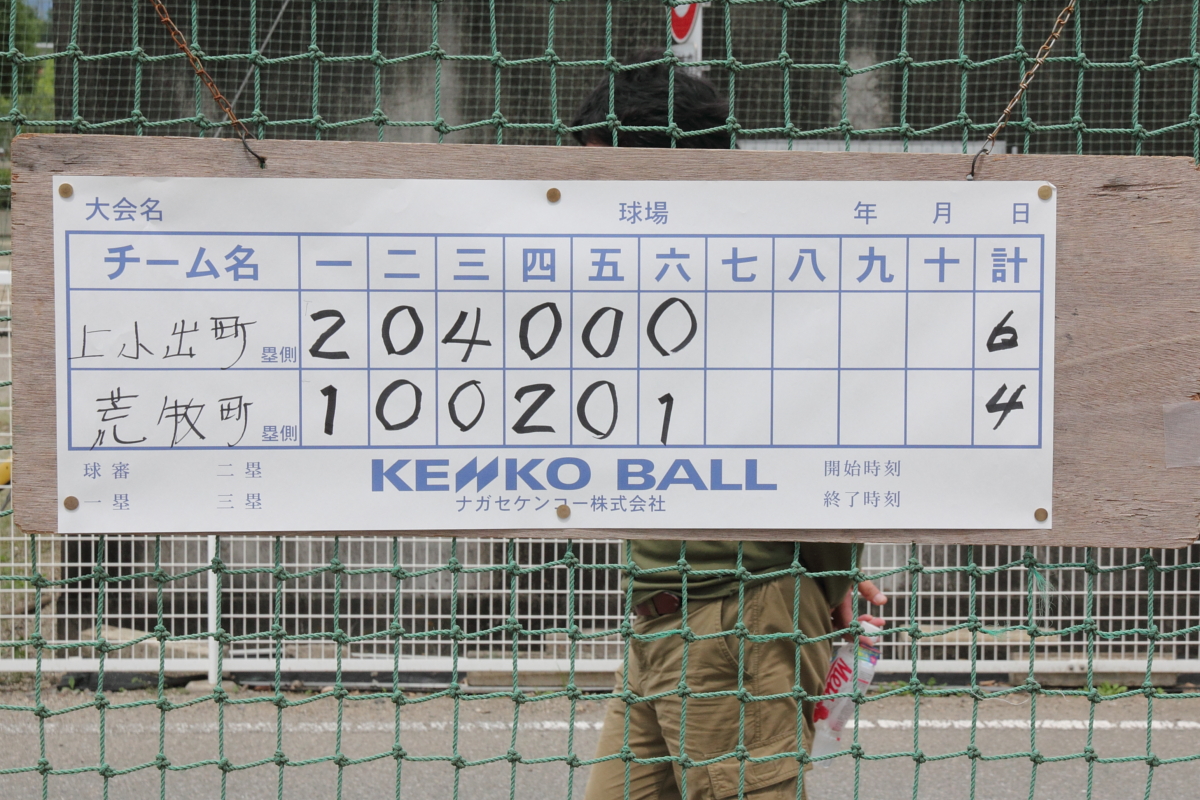 大会名 球場 年 月 日
チーム名 一 二 三 四 五 六 七 八 九 十 計
上小出町 塁側 2 0 4 0 0 0 6
荒牧町 塁側 1 0 0 2 0 1 4
球審 二塁
一塁 三塁
KENKO BALL
ナガセケンコー株式会社
開始時刻
終了時刻